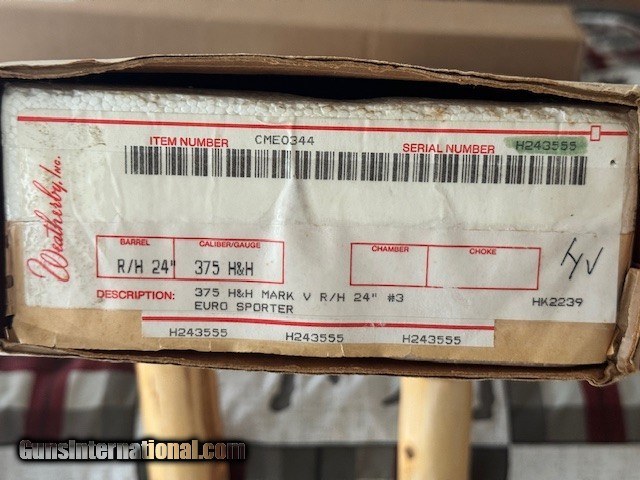 ITEM NUMBER CME0344 SERIAL NUMBER H243555
Weatherby, Inc.
BARREL CALIBER/GAUGE CHAMBER CHOKE
R/H 24" 375 H&H
DESCRIPTION: 375 H&H MARK V R/H 24" #3 HK2239
EURO SPORTER
H243555 H243555 H243555
GunsInternational.com